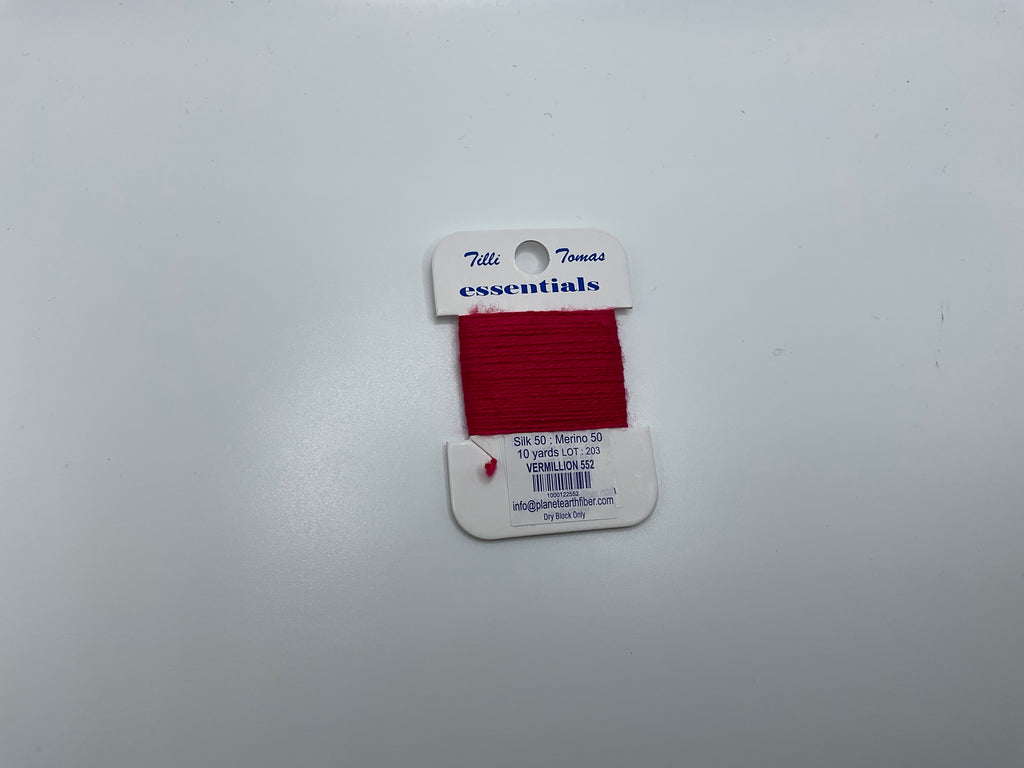 Tilli Tomas
essentials
Silk 50 : Merino 50
10 yards LOT : 203
VERMILLION 552
1000122552
info@planetearthfiber.com
Dry Block Only